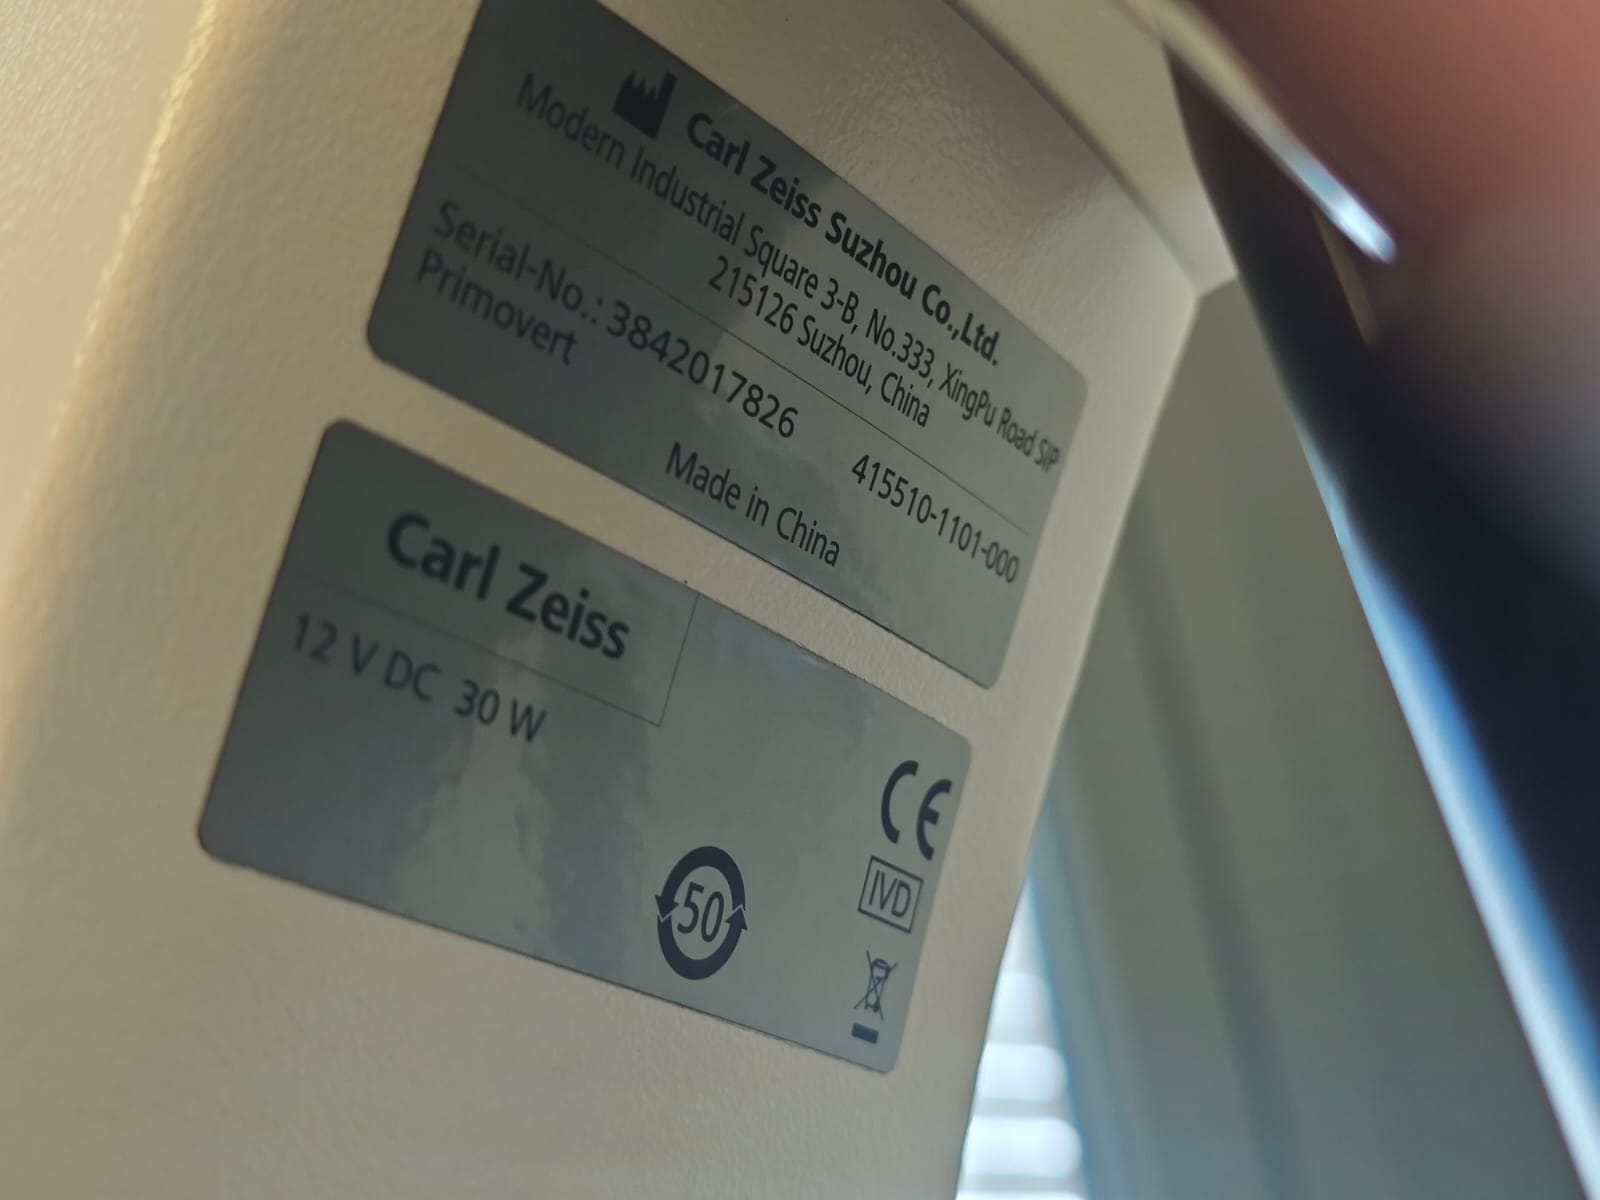 Carl Zeiss Suzhou Co.,Ltd.
Modern Industrial Square 3-B, No.333, XingPu Road SIP
215126 Suzhou, China
Serial-No.: 3842017826
Primovert
415510-1101-000
Made in China
Carl Zeiss
12 V DC 30 W
CE
IVD
50